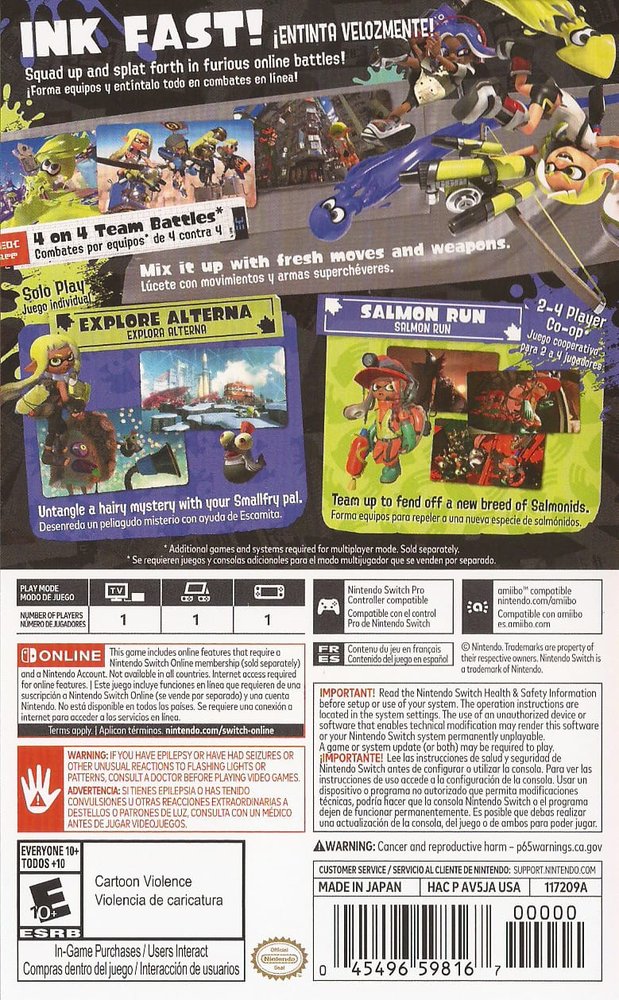 INK FAST! ¡ENTINTA VELOZMENTE!
Squad up and splat forth in furious online battles!
¡Forma equipos y entíntalo todo en combates en línea!
4 on 4 Team Battles*
Combates por equipos* de 4 contra 4
Mix it up with fresh moves and weapons.
Lúcete con movimientos y armas superchéveres.
Solo Play
Juego individual
EXPLORE ALTERNA
EXPLORA ALTERNA
Untangle a hairy mystery with your Smallfry pal.
Desenreda un peliagudo misterio con ayuda de Escamita.
SALMON RUN
SALMON RUN
2-4 Player
Co-op*
Juego cooperativo*
para 2 a 4 jugadores
Team up to fend off a new breed of Salmonids.
Forma equipos para repeler a una nueva especie de salmónidos.
* Additional games and systems required for multiplayer mode. Sold separately.
* Se requieren juegos y consolas adicionales para el modo multijugador que se venden por separado.
PLAY MODE
MODO DE JUEGO
TV
NUMBER OF PLAYERS
NÚMERO DE JUGADORES
1 1 1
Nintendo Switch Pro
Controller compatible
Compatible con el control
Pro de Nintendo Switch
amiibo™ compatible
nintendo.com/amiibo
Compatible con amiibo
es.amiibo.com
FR Contenu du jeu en français
ES Contenido del juego en español
© Nintendo. Trademarks are property of
their respective owners. Nintendo Switch is
a trademark of Nintendo.
ONLINE
This game includes online features that require a
Nintendo Switch Online membership (sold separately)
and a Nintendo Account. Not available in all countries. Internet access required
for online features. | Este juego incluye funciones en línea que requieren de una
suscripción a Nintendo Switch Online (se vende por separado) y una cuenta
Nintendo. No está disponible en todos los países. Se requiere una conexión a
internet para acceder a los servicios en línea.
Terms apply. | Aplican términos. nintendo.com/switch-online
WARNING: IF YOU HAVE EPILEPSY OR HAVE HAD SEIZURES OR
OTHER UNUSUAL REACTIONS TO FLASHING LIGHTS OR
PATTERNS, CONSULT A DOCTOR BEFORE PLAYING VIDEO GAMES.
ADVERTENCIA: SI TIENES EPILEPSIA O HAS TENIDO
CONVULSIONES U OTRAS REACCIONES EXTRAORDINARIAS A
DESTELLOS O PATRONES DE LUZ, CONSULTA CON UN MÉDICO
ANTES DE JUGAR VIDEOJUEGOS.
IMPORTANT! Read the Nintendo Switch Health & Safety Information
before setup or use of your system. The operation instructions are
located in the system settings. The use of an unauthorized device or
software that enables technical modification may render this software
or your Nintendo Switch system permanently unplayable.
A game or system update (or both) may be required to play.
¡IMPORTANTE! Lee las instrucciones de salud y seguridad de
Nintendo Switch antes de configurar o utilizar la consola. Para ver las
instrucciones de uso accede a la configuración de la consola. Usar un
dispositivo o programa no autorizado que permita modificaciones
técnicas, podría hacer que la consola Nintendo Switch o el programa
dejen de funcionar permanentemente. Es posible que debas realizar
una actualización de la consola, del juego o de ambos para poder jugar.
WARNING: Cancer and reproductive harm – p65warnings.ca.gov
CUSTOMER SERVICE / SERVICIO AL CLIENTE DE NINTENDO: SUPPORT.NINTENDO.COM
MADE IN JAPAN HAC P AV5JA USA 117209A
EVERYONE 10+
TODOS +10
E
10+
ESRB
Cartoon Violence
Violencia de caricatura
In-Game Purchases / Users Interact
Compras dentro del juego / Interacción de usuarios
Official
Nintendo
Seal
00000
0 45496 59816 7